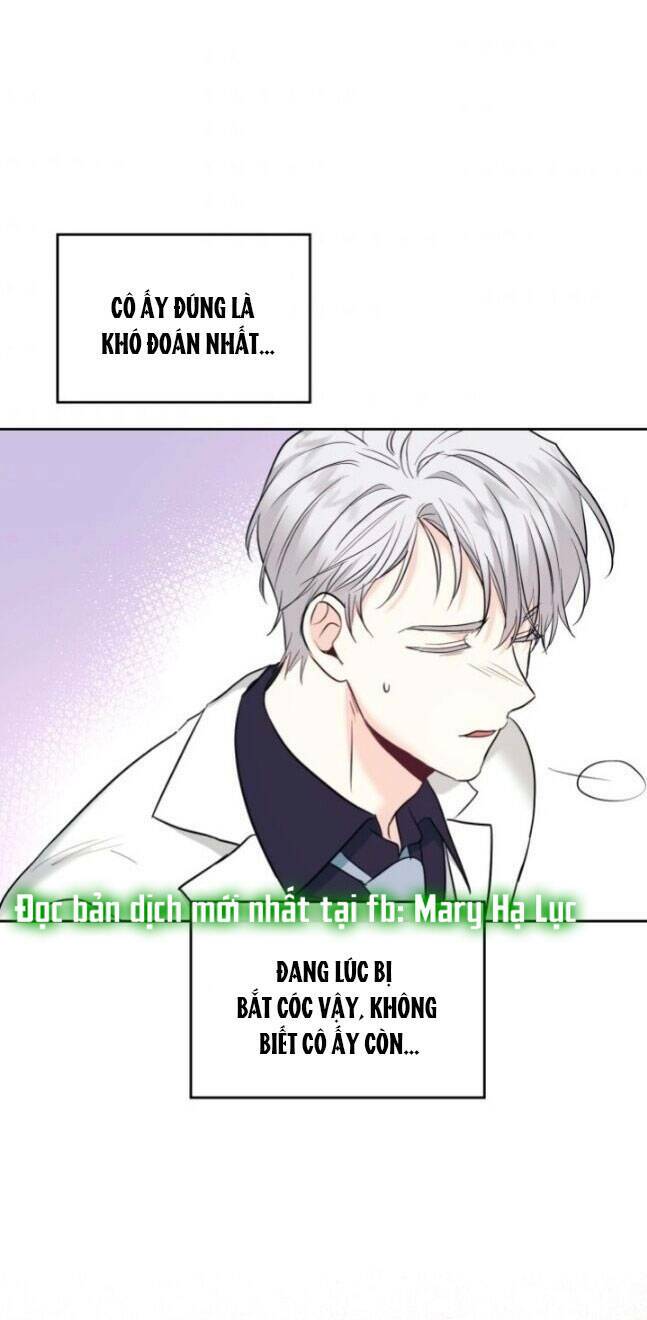 CÔ ẤY ĐÚNG LÀ
KHÓ ĐOÁN NHẤT...
Đọc bản dịch mới nhất tại fb: Mary Hạ Lục
ĐANG LÚC BỊ
BẮT CÓC VẬY, KHÔNG
BIẾT CÔ ẤY CÒN...